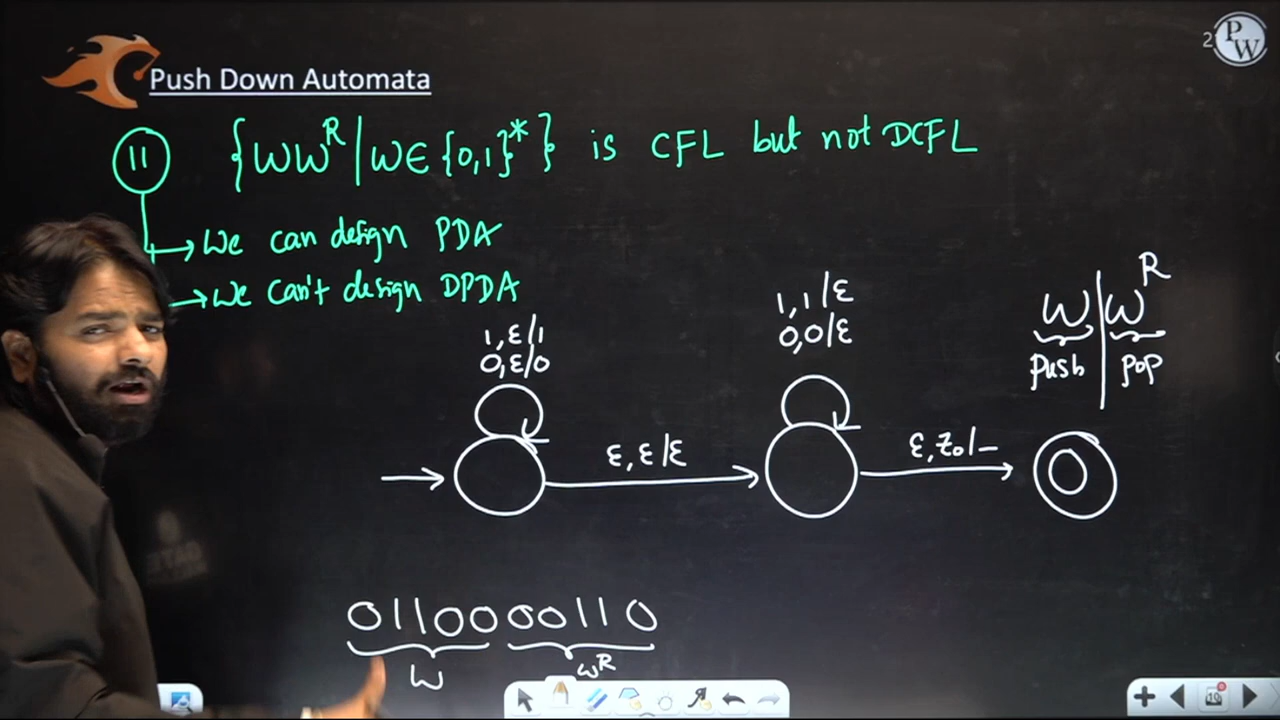 Push Down Automata
2
PW
11 {WW^R | W∈{0,1}*} is CFL but not DCFL
→ We can design PDA
→ We can't design DPDA
1,ε/1
0,ε/0
1,1/ε
0,0/ε
W | W^R
push | pop
ε,ε/ε
ε,z₀/_
0110000110
W W^R